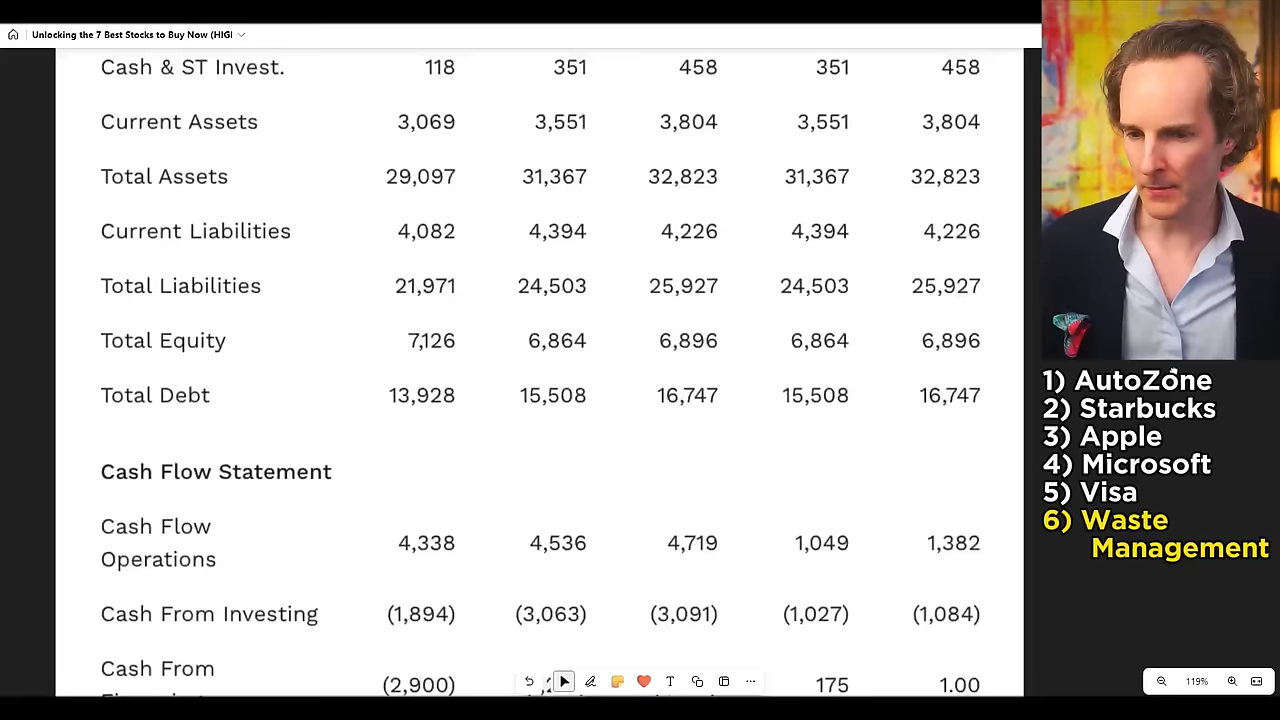 Unlocking the 7 Best Stocks to Buy Now (HIGI
Cash & ST Invest. 118 351 458 351 458
Current Assets 3,069 3,551 3,804 3,551 3,804
Total Assets 29,097 31,367 32,823 31,367 32,823
Current Liabilities 4,082 4,394 4,226 4,394 4,226
Total Liabilities 21,971 24,503 25,927 24,503 25,927
Total Equity 7,126 6,864 6,896 6,864 6,896
Total Debt 13,928 15,508 16,747 15,508 16,747
Cash Flow Statement
Cash Flow
Operations 4,338 4,536 4,719 1,049 1,382
Cash From Investing (1,894) (3,063) (3,091) (1,027) (1,084)
Cash From
(2,900) 175 1.00
T
119%
1) AutoZone
2) Starbucks
3) Apple
4) Microsoft
5) Visa
6) Waste
Management